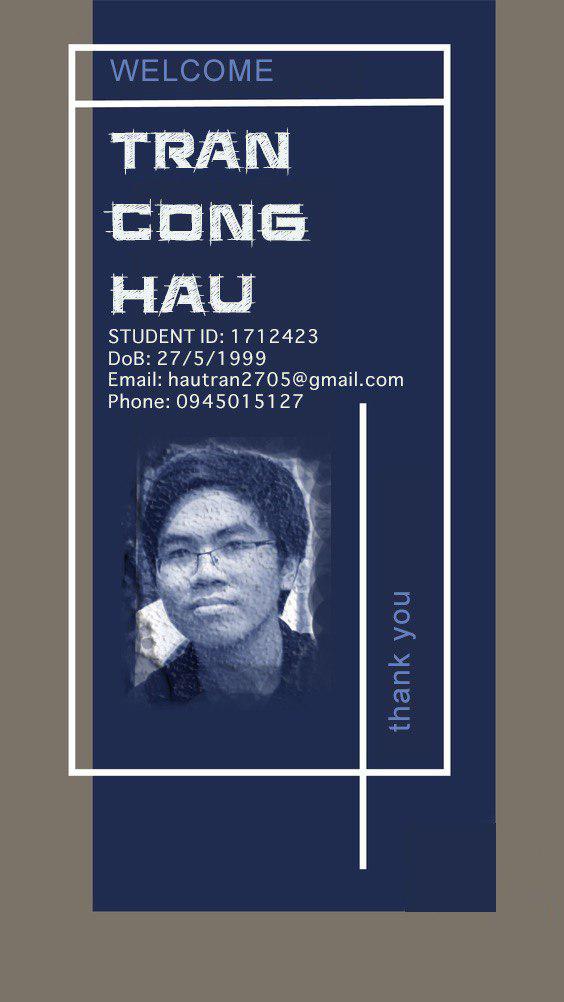 WELCOME
TRAN
CONG
HAU
STUDENT ID: 1712423
DoB: 27/5/1999
Email: hautran2705@gmail.com
Phone: 0945015127
thank you